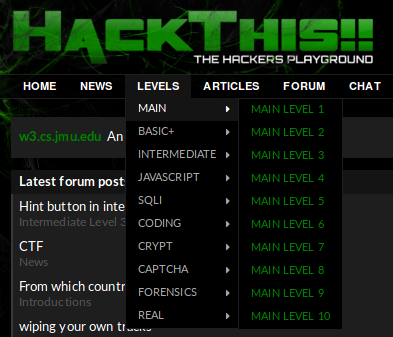 HackThis!!
THE HACKERS PLAYGROUND
HOME NEWS LEVELS ARTICLES FORUM CHAT
MAIN
BASIC+
INTERMEDIATE
JAVASCRIPT
SQLI
CODING
CRYPT
CAPTCHA
FORENSICS
REAL
MAIN LEVEL 1
MAIN LEVEL 2
MAIN LEVEL 3
MAIN LEVEL 4
MAIN LEVEL 5
MAIN LEVEL 6
MAIN LEVEL 7
MAIN LEVEL 8
MAIN LEVEL 9
MAIN LEVEL 10
w3.cs.jmu.edu An
Latest forum posts
Hint button in inte
Intermediate Level 3
CTF
News
From which countr
Introductions
wiping your own tracks